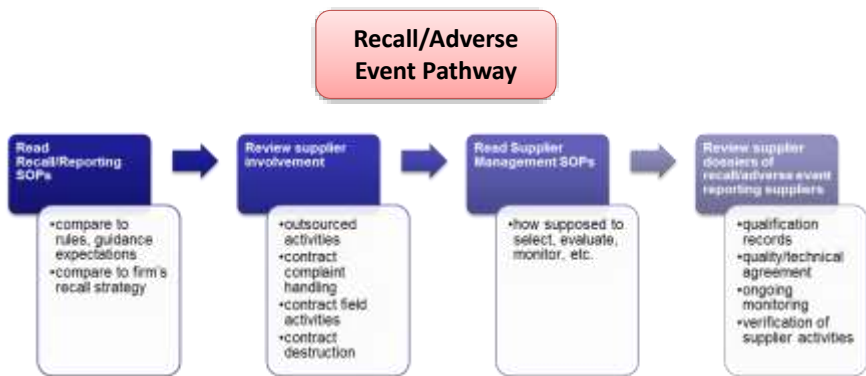 Recall/Adverse
Event Pathway
Read
Recall/Reporting
SOPs
•compare to
rules, guidance
expectations
•compare to firm's
recall strategy
Review supplier
involvement
•outsourced
activities
•contract
complaint
handling
•contract field
activities
•contract
destruction
Read Supplier
Management SOPs
•how supposed to
select, evaluate,
monitor, etc.
Review supplier
dossiers of
recall/adverse event
reporting suppliers
•qualification
records
•quality/technical
agreement
•ongoing
monitoring
•verification of
supplier activities